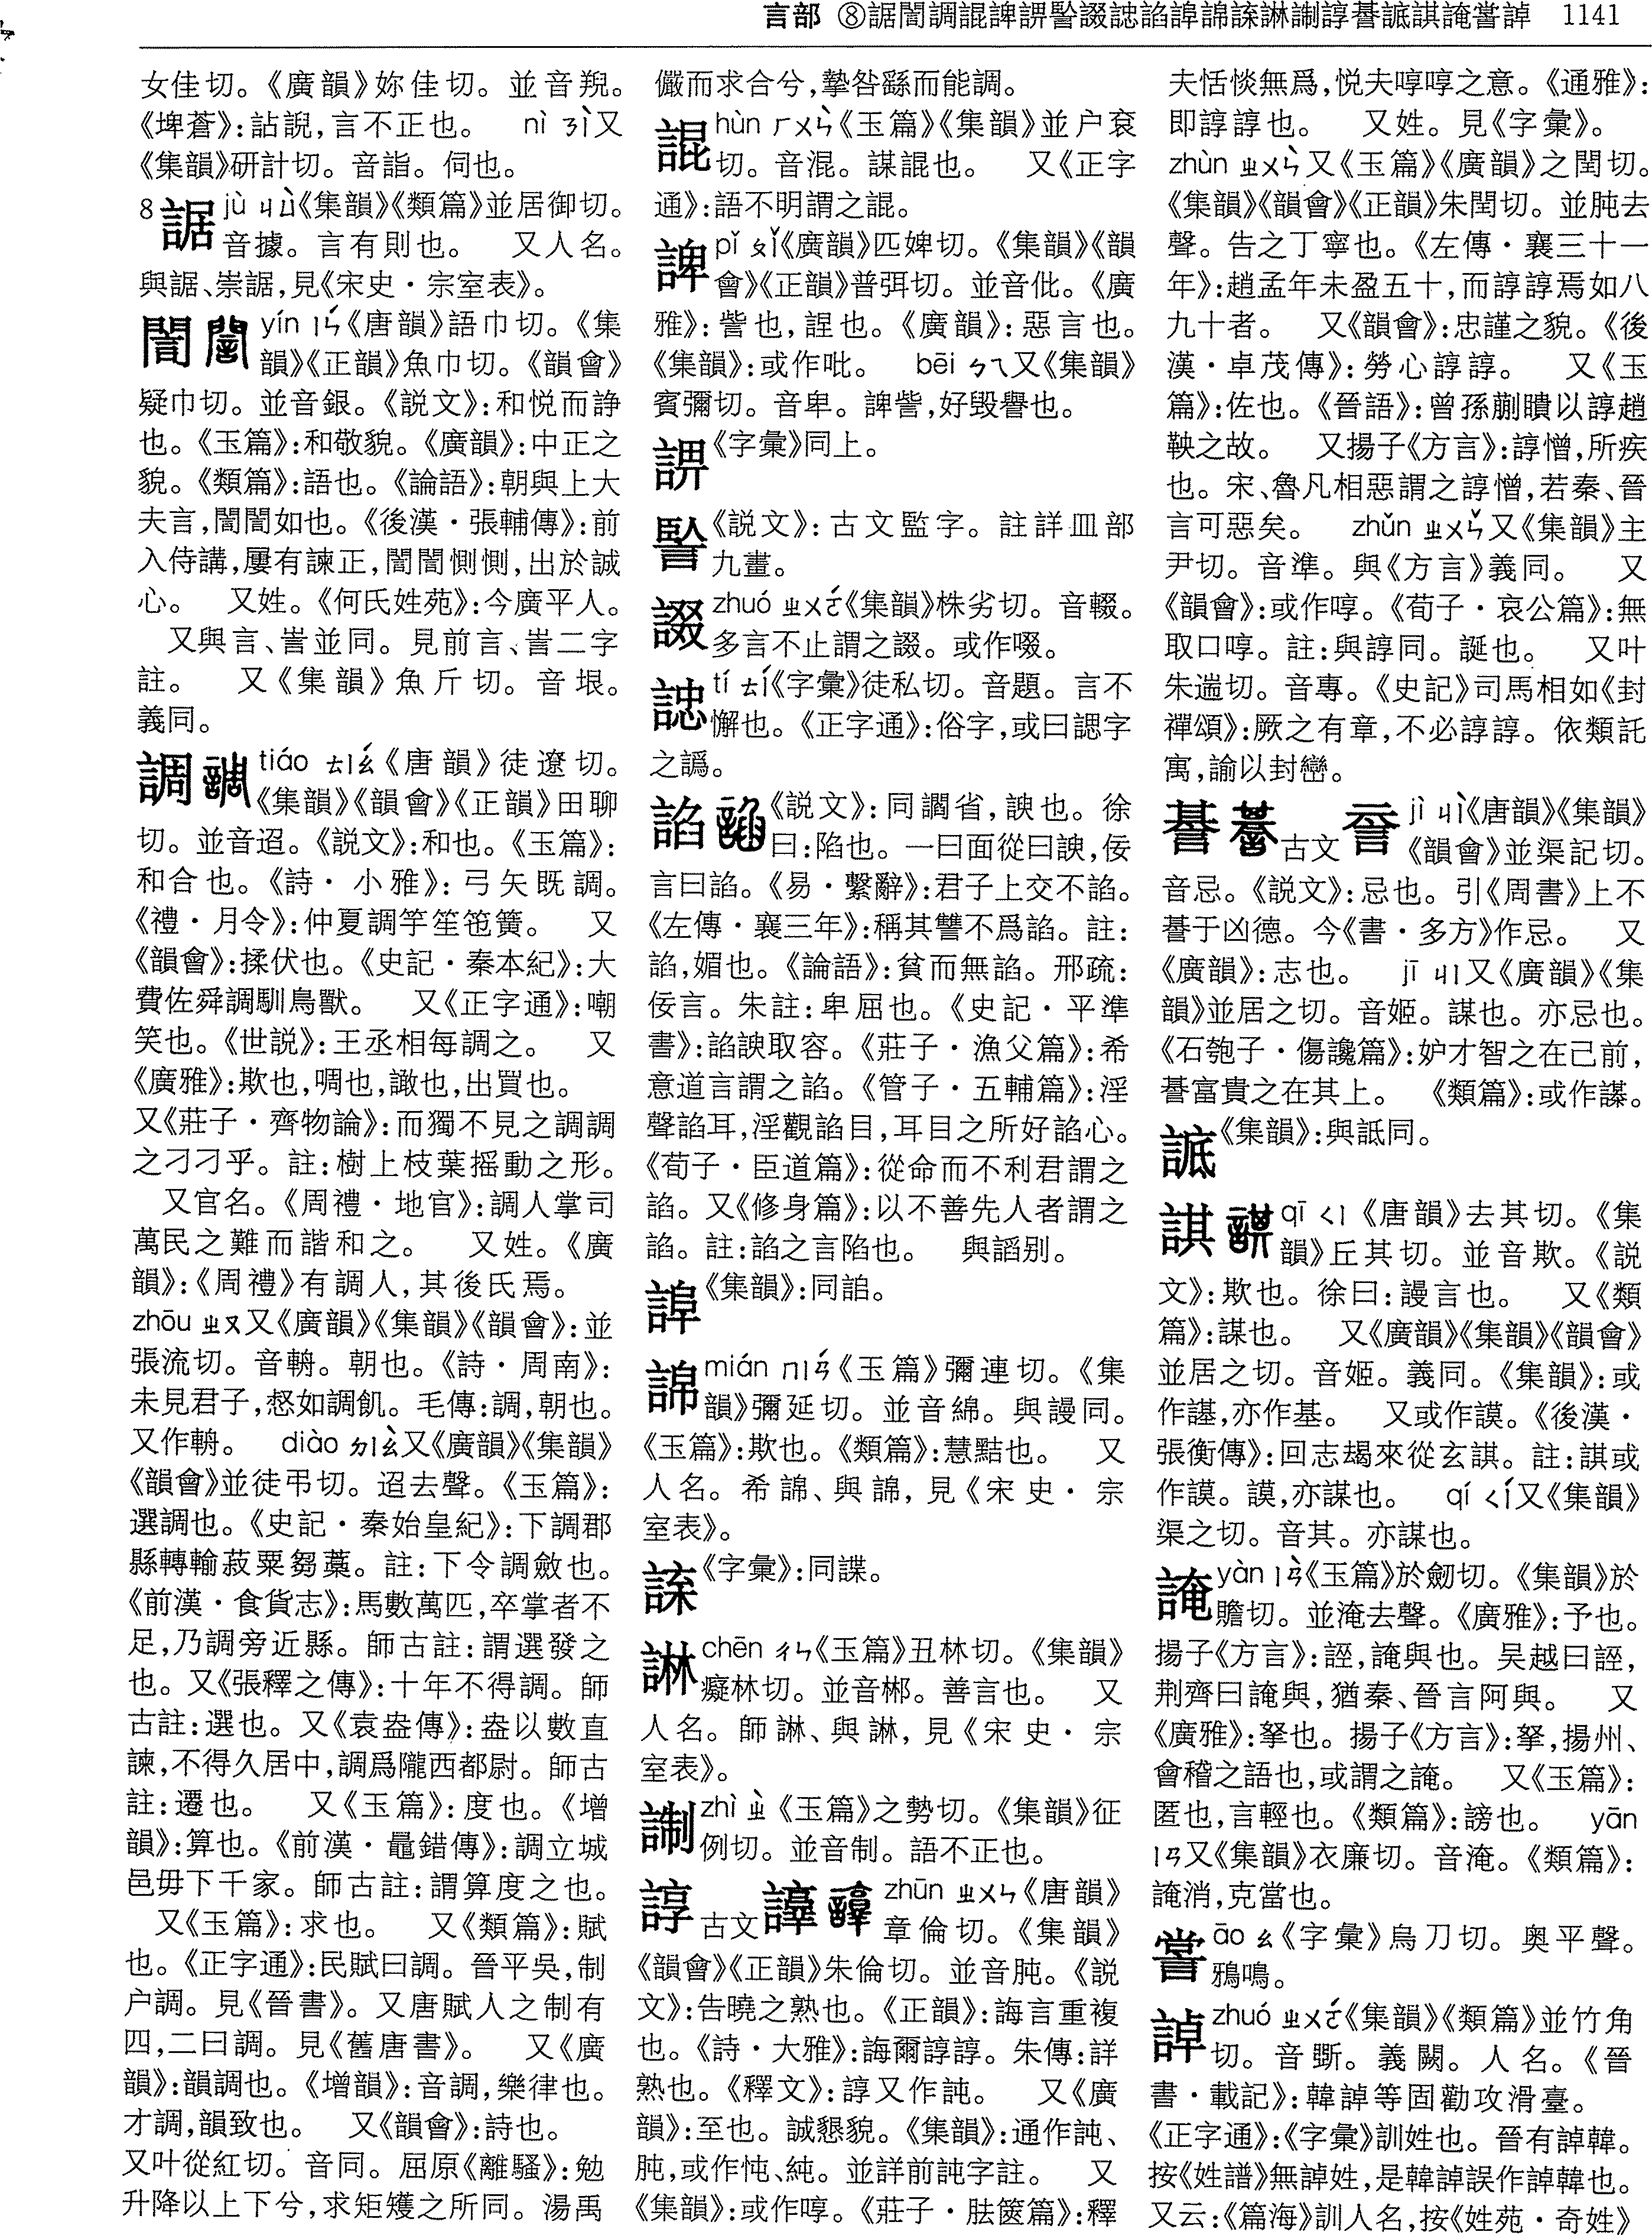 言部 ⑧䛯誾調諢諀諀𧨱諁誋諂𧩊䛲𧩢綝淛諄諅詆諆䛳𧩄諔 1141
女佳切。《廣韻》妳佳切。並音羺。
《埤蒼》:詀誽,言不正也。 nì ㄋㄧˋ又
《集韻》研計切。音詣。伺也。
8 䛯 jù ㄐㄩˋ《集韻》《類篇》並居御切。
音據。言有則也。 又人名。
與䛯、崇䛯,見《宋史·宗室表》。
誾 yín ㄧㄣˊ《唐韻》語巾切。《集
韻》《正韻》魚巾切。《韻會》
疑巾切。並音銀。《説文》:和悦而諍
也。《玉篇》:和敬貌。《廣韻》:中正之
貌。《類篇》:語也。《論語》:朝與上大
夫言,誾誾如也。《後漢·張輔傳》:前
入侍講,屢有諫正,誾誾惻惻,出於誠
心。 又姓。《何氏姓苑》:今廣平人。
又與言、訔並同。見前言、訔二字
註。 又《集韻》魚斤切。音垠。
義同。
調 tiáo ㄊㄧㄠˊ《唐韻》徒遼切。
《集韻》《韻會》《正韻》田聊
切。並音迢。《説文》:和也。《玉篇》:
和合也。《詩·小雅》:弓矢既調。
《禮·月令》:仲夏調竽笙竾簧。 又
《韻會》:揉伏也。《史記·秦本紀》:大
費佐舜調馴鳥獸。 又《正字通》:嘲
笑也。《世説》:王丞相每調之。 又
《廣雅》:欺也,啁也,譀也,出買也。
又《莊子·齊物論》:而獨不見之調調
之刁刁乎。註:樹上枝葉摇動之形。
又官名。《周禮·地官》:調人掌司
萬民之難而諧和之。 又姓。《廣
韻》:《周禮》有調人,其後氏焉。
zhōu ㄓㄡ又《廣韻》《集韻》《韻會》:並
張流切。音輈。朝也。《詩·周南》:
未見君子,惄如調飢。毛傳:調,朝也。
又作輖。 diào ㄉㄧㄠˋ又《廣韻》《集韻》
《韻會》並徒弔切。迢去聲。《玉篇》:
選調也。《史記·秦始皇紀》:下調郡
縣轉輸菽粟芻藁。註:下令調斂也。
《前漢·食貨志》:馬數萬匹,卒掌者不
足,乃調旁近縣。師古註:謂選發之
也。又《張釋之傳》:十年不得調。師
古註:選也。又《袁盎傳》:盎以數直
諫,不得久居中,調爲隴西都尉。師古
註:遷也。 又《玉篇》:度也。《增
韻》:算也。《前漢·鼂錯傳》:調立城
邑毋下千家。師古註:謂算度之也。
又《玉篇》:求也。 又《類篇》:賦
也。《正字通》:民賦曰調。晉平吳,制
户調。見《晉書》。又唐賦人之制有
四,二曰調。見《舊唐書》。 又《廣
韻》:韻調也。《增韻》:音調,樂律也。
才調,韻致也。 又《韻會》:詩也。
又叶從紅切。音同。屈原《離騷》:勉
升降以上下兮,求矩矱之所同。湯禹
儼而求合兮,摯咎繇而能調。
hùn ㄏㄨㄣˋ《玉篇》《集韻》並户袞
切。音混。謀䛰也。 又《正字
通》:語不明謂之䛰。
諀 pǐ ㄆㄧˇ《廣韻》匹婢切。《集韻》《韻
會》《正韻》普弭切。並音仳。《廣
雅》:訾也,誣也。《廣韻》:惡言也。
《集韻》:或作吡。 bēi ㄅㄟ又《集韻》
賓彌切。音卑。諀訾,好毁譽也。
《字彙》同上。
《説文》:古文監字。註詳皿部
九畫。
諁 zhuó ㄓㄨㄛˊ《集韻》株劣切。音輟。
多言不止謂之諁。或作啜。
tí ㄊㄧˊ《字彙》徒私切。音題。言不
懈也。《正字通》:俗字,或曰諰字
之譌。
諂《説文》:同讇省,諛也。徐
曰:陷也。一曰面從曰諛,佞
言曰諂。《易·繫辭》:君子上交不諂。
《左傳·襄三年》:稱其讐不爲諂。註:
諂,媚也。《論語》:貧而無諂。邢疏:
佞言。朱註:卑屈也。《史記·平準
書》:諂諛取容。《莊子·漁父篇》:希
意道言謂之諂。《管子·五輔篇》:淫
聲諂耳,淫觀諂目,耳目之所好諂心。
《荀子·臣道篇》:從命而不利君謂之
諂。又《修身篇》:以不善先人者謂之
諂。註:諂之言陷也。 與謟别。
《集韻》:同䛗。
mián ㄇㄧㄢˊ《玉篇》彌連切。《集
韻》彌延切。並音綿。與謾同。
《玉篇》:欺也。《類篇》:慧黠也。 又
人名。希䛲、與䛲,見《宋史·宗
室表》。
《字彙》:同諜。
chēn ㄔㄣ《玉篇》丑林切。《集韻》
癡林切。並音郴。善言也。 又
人名。師諃、與諃,見《宋史·宗
室表》。
zhì ㄓˋ《玉篇》之勢切。《集韻》征
例切。並音制。語不正也。
諄 古文 zhūn ㄓㄨㄣ《唐韻》
章倫切。《集韻》
《韻會》《正韻》朱倫切。並音肫。《説
文》:告曉之熟也。《正韻》:誨言重複
也。《詩·大雅》:誨爾諄諄。朱傳:詳
熟也。《釋文》:諄又作訰。 又《廣
韻》:至也。誠懇貌。《集韻》:通作訰、
肫,或作忳、純。並詳前訰字註。 又
《集韻》:或作啍。《莊子·胠篋篇》:釋
夫恬惔無爲,悦夫啍啍之意。《通雅》:
即諄諄也。 又姓。見《字彙》。
zhùn ㄓㄨㄣˋ又《玉篇》《廣韻》之閏切。
《集韻》《韻會》《正韻》朱閏切。並肫去
聲。告之丁寧也。《左傳·襄三十一
年》:趙孟年未盈五十,而諄諄焉如八
九十者。 又《韻會》:忠謹之貌。《後
漢·卓茂傳》:勞心諄諄。 又《玉
篇》:佐也。《晉語》:曾孫蒯聵以諄趙
鞅之故。 又揚子《方言》:諄憎,所疾
也。宋、魯凡相惡謂之諄憎,若秦、晉
言可惡矣。 zhǔn ㄓㄨㄣˇ又《集韻》主
尹切。音準。與《方言》義同。 又
《韻會》:或作啍。《荀子·哀公篇》:無
取口啍。註:與諄同。誕也。 又叶
朱遄切。音專。《史記》司馬相如《封
禪頌》:厥之有章,不必諄諄。依類託
寓,諭以封巒。
諅 古文 jì ㄐㄧˋ《唐韻》《集韻》
《韻會》並渠記切。
音忌。《説文》:忌也。引《周書》上不
諅于凶德。今《書·多方》作忌。 又
《廣韻》:志也。 jī ㄐㄧ又《廣韻》《集
韻》並居之切。音姬。謀也。亦忌也。
《石匏子·傷讒篇》:妒才智之在己前,
諅富貴之在其上。 《類篇》:或作藄。
《集韻》:與詆同。
諆 qī ㄑㄧ《唐韻》去其切。《集
韻》丘其切。並音欺。《説
文》:欺也。徐曰:謾言也。 又《類
篇》:謀也。 又《廣韻》《集韻》《韻會》
並居之切。音姬。義同。《集韻》:或
作諅,亦作基。 又或作謨。《後漢·
張衡傳》:回志朅來從玄諆。註:諆或
作謨。謨,亦謀也。 qí ㄑㄧˊ又《集韻》
渠之切。音其。亦謀也。
yàn ㄧㄢˋ《玉篇》於劒切。《集韻》於
贍切。並淹去聲。《廣雅》:予也。
揚子《方言》:誣,䛳與也。吴越曰誣,
荆齊曰䛳與,猶秦、晉言阿與。 又
《廣雅》:拏也。揚子《方言》:拏,揚州、
會稽之語也,或謂之䛳。 又《玉篇》:
匿也,言輕也。《類篇》:謗也。 yān
ㄧㄢ又《集韻》衣廉切。音淹。《類篇》:
䛳消,克當也。
āo ㄠ《字彙》烏刀切。奥平聲。
鴉鳴。
zhuó ㄓㄨㄛˊ《集韻》《類篇》並竹角
切。音斲。義闕。人名。《晉
書·載記》:韓諄等固勸攻滑臺。
《正字通》:《字彙》訓姓也。晉有䛽韓。
按《姓譜》無䛽姓,是韓䛽誤作䛽韓也。
又云:《篇海》訓人名,按《姓苑·奇姓》